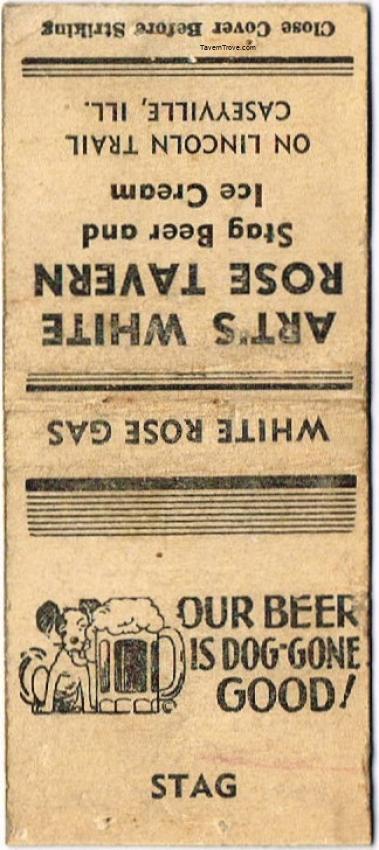 Close Cover Before Striking
TavernTrove.com
ART'S WHITE
ROSE TAVERN
Stag Beer and
Ice Cream
ON LINCOLN TRAIL
CASEYVILLE, ILL.
WHITE ROSE GAS
OUR BEER
IS DOG-GONE
GOOD!
STAG